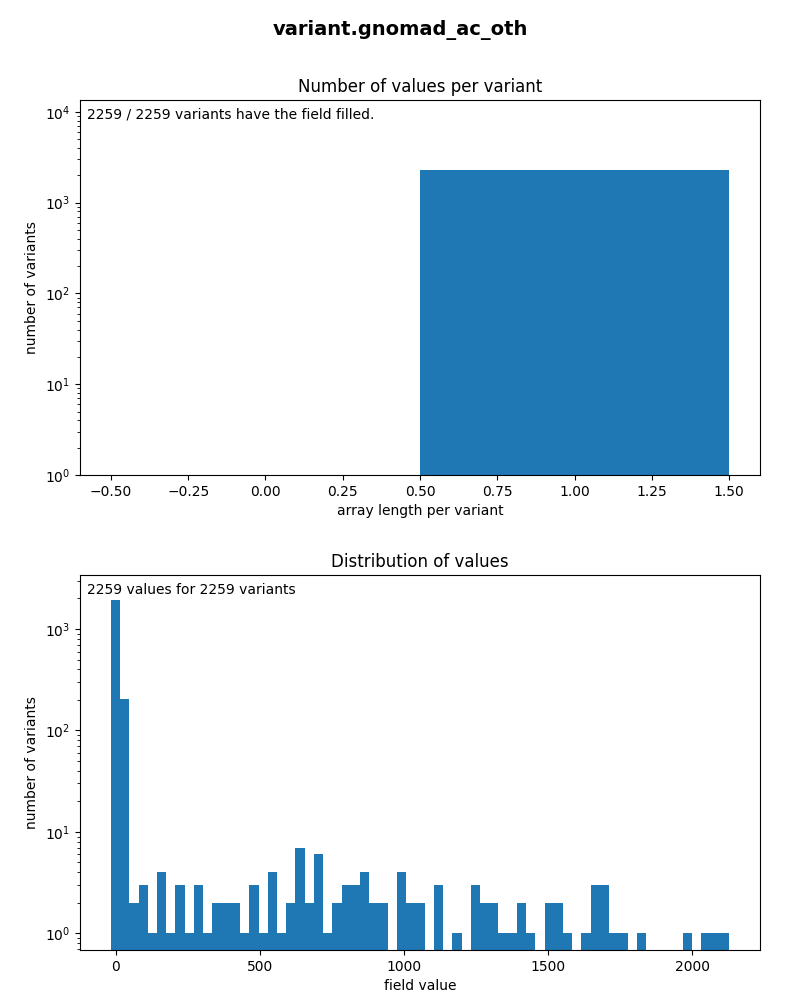 variant.gnomad_ac_oth
Number of values per variant
2259 / 2259 variants have the field filled.
10⁴
10³
10²
10¹
10⁰
number of variants
−0.50 −0.25 0.00 0.25 0.50 0.75 1.00 1.25 1.50
array length per variant
Distribution of values
2259 values for 2259 variants
10³
10²
10¹
10⁰
number of variants
0 500 1000 1500 2000
field value